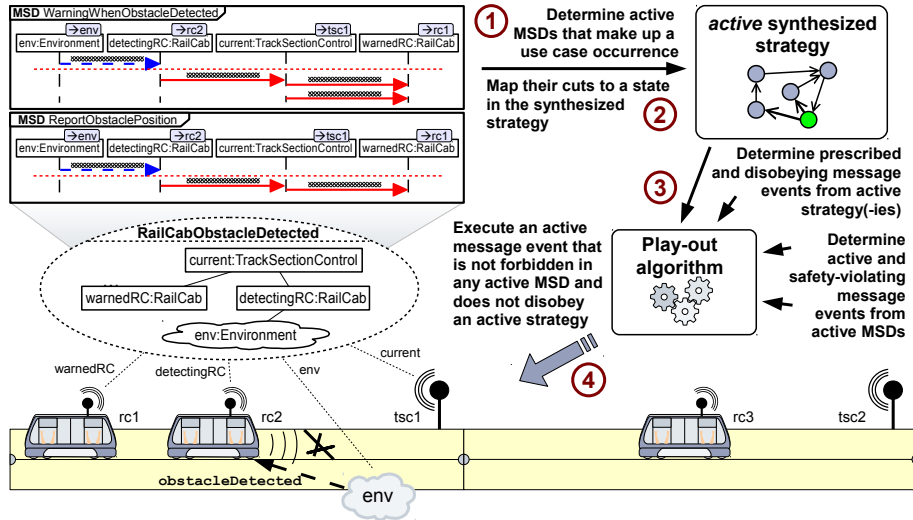 MSD WarningWhenObstacleDetected
→env
→rc2
→tsc1
→rc1
env:Environment
detectingRC:RailCab
current:TrackSectionControl
warnedRC:RailCab
MSD ReportObstaclePosition
→env
→rc2
→tsc1
→rc1
env:Environment
detectingRC:RailCab
current:TrackSectionControl
warnedRC:RailCab
1
Determine active
MSDs that make up a
use case occurrence
Map their cuts to a state
in the synthesized
strategy
2
active synthesized
strategy
3
Determine prescribed
and disobeying message
events from active
strategy(-ies)
Play-out
algorithm
Determine
active and
safety-violating
message
events from
active MSDs
Execute an active
message event that
is not forbidden in
any active MSD and
does not disobey
an active strategy
4
RailCabObstacleDetected
current:TrackSectionControl
warnedRC:RailCab
detectingRC:RailCab
env:Environment
warnedRC
detectingRC
env
current
rc1
rc2
tsc1
rc3
tsc2
obstacleDetected
env